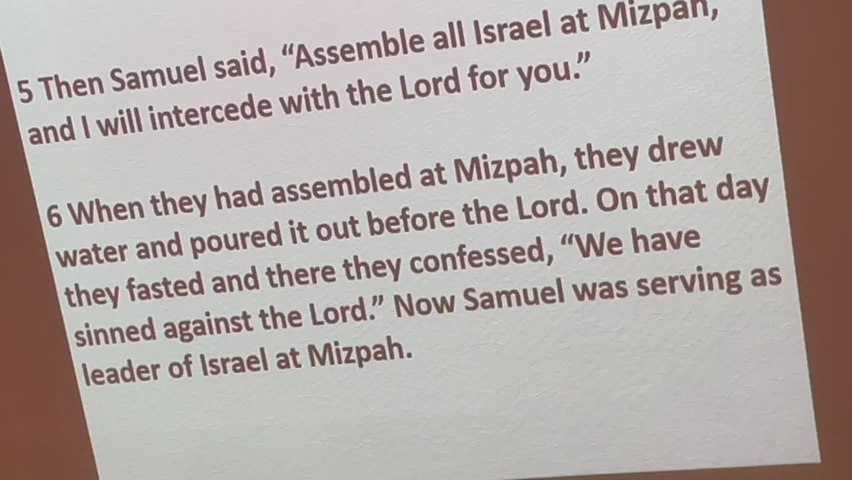 5 Then Samuel said, “Assemble all Israel at Mizpah,
and I will intercede with the Lord for you.”
6 When they had assembled at Mizpah, they drew
water and poured it out before the Lord. On that day
they fasted and there they confessed, “We have
sinned against the Lord.” Now Samuel was serving as
leader of Israel at Mizpah.